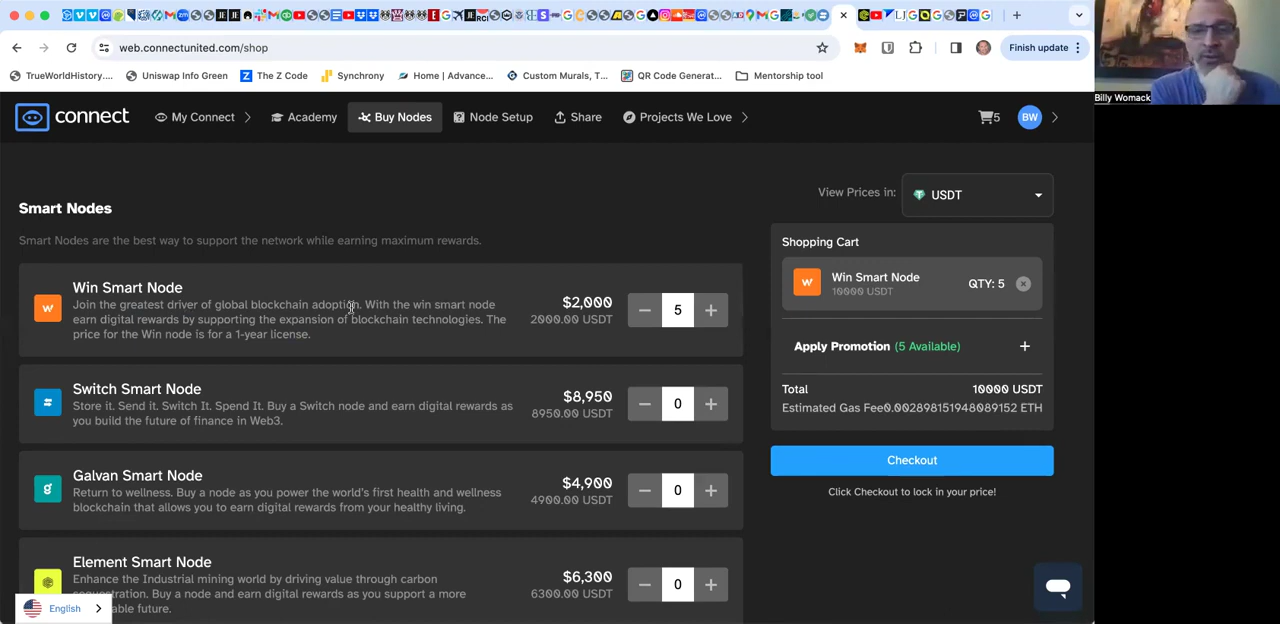 Finish update
web.connectunited.com/shop
TrueWorldHistory....
Uniswap Info Green
The Z Code
Synchrony
Home | Advance...
Custom Murals, T...
QR Code Generat...
Mentorship tool
Billy Womack
connect
My Connect
Academy
Buy Nodes
Node Setup
Share
Projects We Love
5
BW
View Prices in:
USDT
Smart Nodes
Smart Nodes are the best way to support the network while earning maximum rewards.
Win Smart Node
Join the greatest driver of global blockchain adoption. With the win smart node
earn digital rewards by supporting the expansion of blockchain technologies. The
price for the Win node is for a 1-year license.
$2,000
2000.00 USDT
5
Switch Smart Node
Store it. Send it. Switch It. Spend It. Buy a Switch node and earn digital rewards as
you build the future of finance in Web3.
$8,950
8950.00 USDT
0
Galvan Smart Node
Return to wellness. Buy a node as you power the world's first health and wellness
blockchain that allows you to earn digital rewards from your healthy living.
$4,900
4900.00 USDT
0
Element Smart Node
Enhance the Industrial mining world by driving value through carbon
sequestration. Buy a node and earn digital rewards as you support a more
able future.
$6,300
6300.00 USDT
0
Shopping Cart
Win Smart Node
10000 USDT
QTY: 5
Apply Promotion (5 Available)
Total 10000 USDT
Estimated Gas Fee0.002898151948089152 ETH
Checkout
Click Checkout to lock in your price!
English